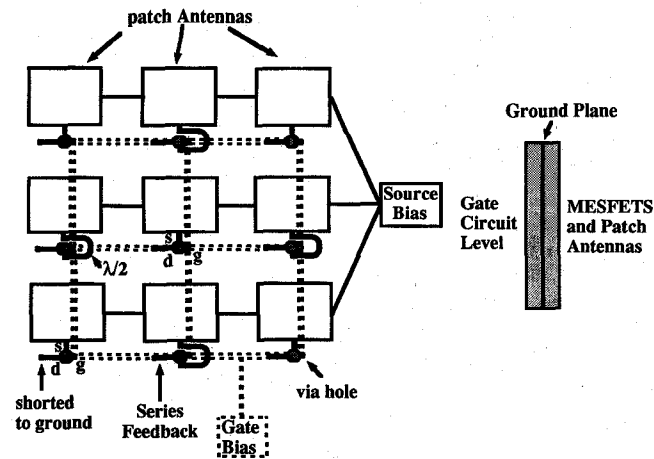 patch Antennas
Ground Plane
Source
Bias
Gate
Circuit
Level
MESFETS
and Patch
Antennas
s
d
g
λ/2
s
d
g
shorted
to ground
Series
Feedback
via hole
Gate
Bias